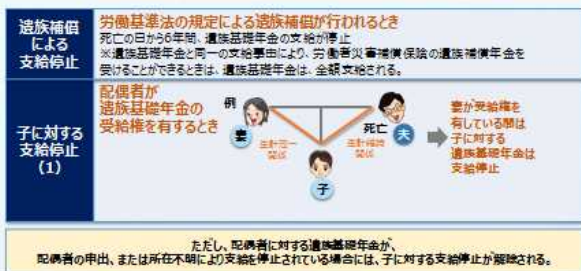 遺族補償
による
支給停止
労働基準法の規定による遺族補償が行われるとき
死亡の日から6年間、遺族基礎年金の支給が停止
※遺族基礎年金と同一の支給事由により、労働者災害補償保険の遺族補償年金を
受けることができるときは、遺族基礎年金は、全額支給される。
子に対する
支給停止
(1)
配偶者が
遺族基礎年金の
受給権を有するとき
例
妻
死亡
夫
生計同一
関係
生計維持
関係
子
妻が受給権を
有している間は
子に対する
遺族基礎年金は
支給停止
ただし、配偶者に対する遺族基礎年金が、
配偶者の申出、または所在不明により支給を停止されている場合には、子に対する支給停止が解除される。